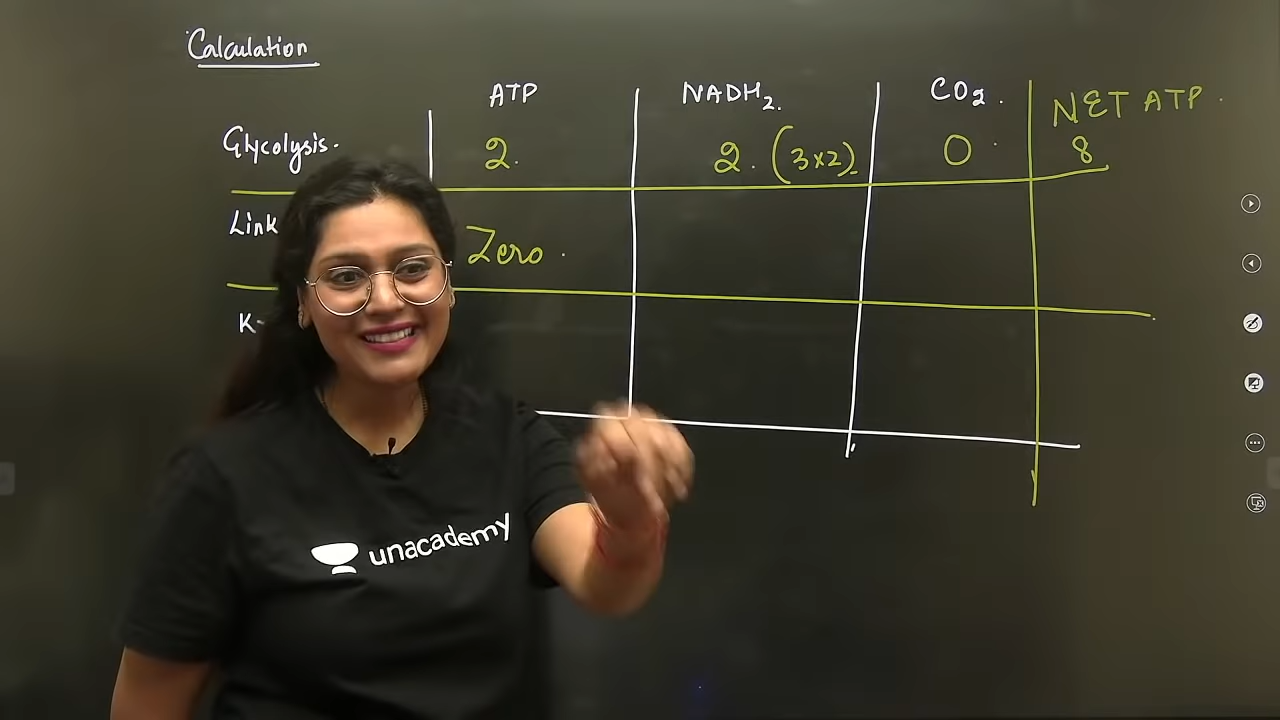 Calculation
ATP NADH2. CO2. NET ATP.
Glycolysis. 2. 2. (3x2). 0 8
Link Zero.
K-
unacademy